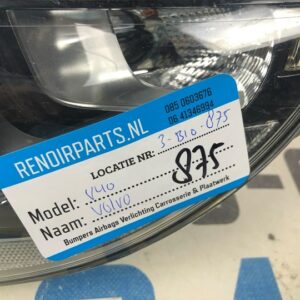 085 0603676
06 41346994
RENOIRPARTS.NL
LOCATIE NR: 3-B10-875
875
Model: V40
Naam: VOLVO
Bumpers Airbags Verlichting Carrosserie & Plaatwerk